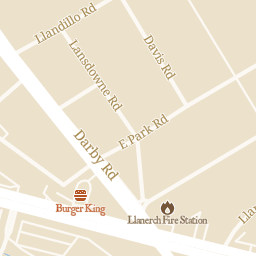 Llandillo Rd
Lansdowne Rd
Davis Rd
E Park Rd
Darby Rd
Burger King
Llanerch Fire Station